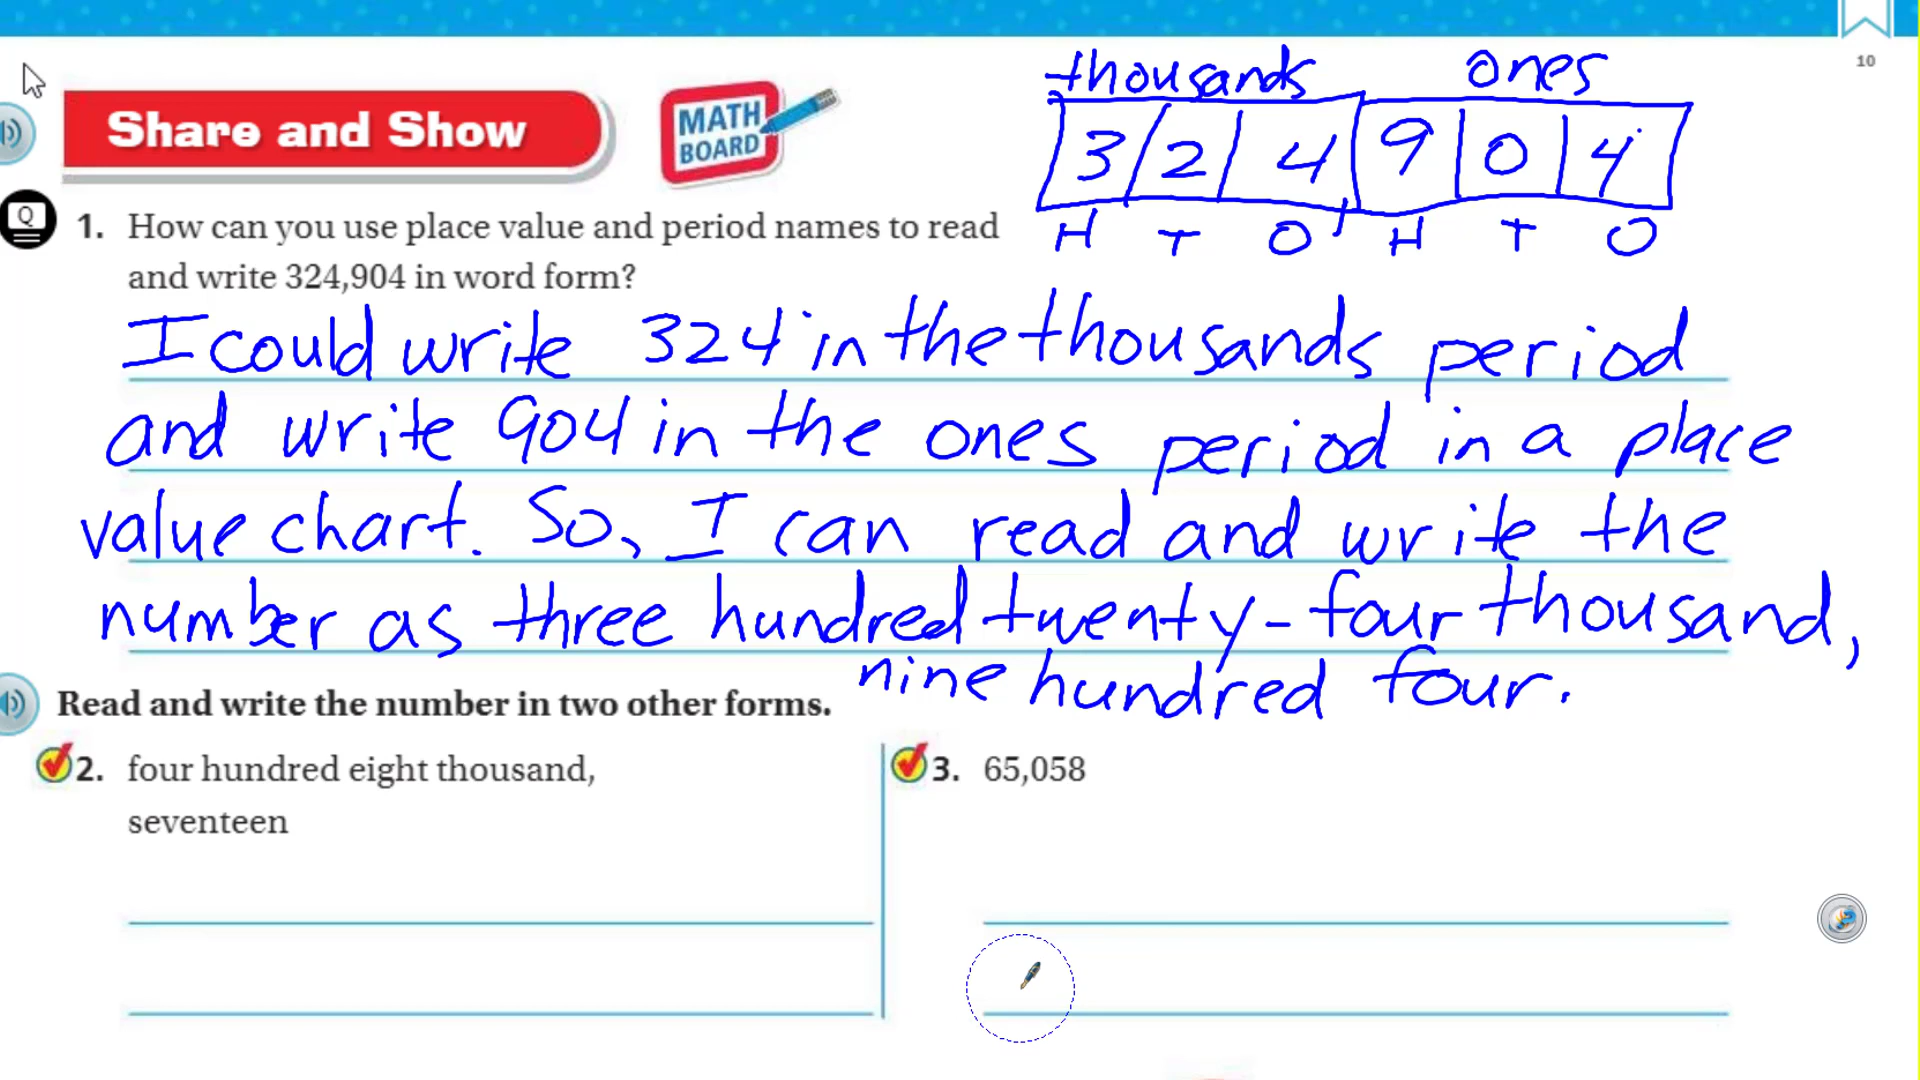 thousands ones
10
Share and Show
MATH BOARD
3 2 4 9 0 4
H T O , H T O
Q
1. How can you use place value and period names to read
and write 324,904 in word form?
I could write 324 in the thousands period
and write 904 in the ones period in a place
value chart. So, I can read and write the
number as three hundred twenty-four thousand,
nine hundred four.
Read and write the number in two other forms.
2. four hundred eight thousand,
seventeen
3. 65,058